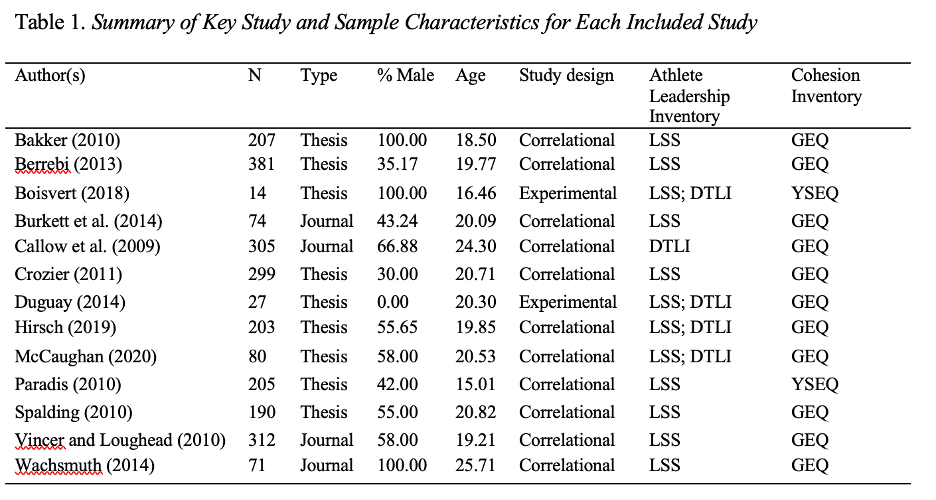 Table 1. Summary of Key Study and Sample Characteristics for Each Included Study
Author(s) N Type % Male Age Study design Athlete Leadership Inventory Cohesion Inventory
Bakker (2010) 207 Thesis 100.00 18.50 Correlational LSS GEQ
Berrebi (2013) 381 Thesis 35.17 19.77 Correlational LSS GEQ
Boisvert (2018) 14 Thesis 100.00 16.46 Experimental LSS; DTLI YSEQ
Burkett et al. (2014) 74 Journal 43.24 20.09 Correlational LSS GEQ
Callow et al. (2009) 305 Journal 66.88 24.30 Correlational DTLI GEQ
Crozier (2011) 299 Thesis 30.00 20.71 Correlational LSS GEQ
Duguay (2014) 27 Thesis 0.00 20.30 Experimental LSS; DTLI GEQ
Hirsch (2019) 203 Thesis 55.65 19.85 Correlational LSS; DTLI GEQ
McCaughan (2020) 80 Thesis 58.00 20.53 Correlational LSS; DTLI GEQ
Paradis (2010) 205 Thesis 42.00 15.01 Correlational LSS YSEQ
Spalding (2010) 190 Thesis 55.00 20.82 Correlational LSS GEQ
Vincer and Loughead (2010) 312 Journal 58.00 19.21 Correlational LSS GEQ
Wachsmuth (2014) 71 Journal 100.00 25.71 Correlational LSS GEQ